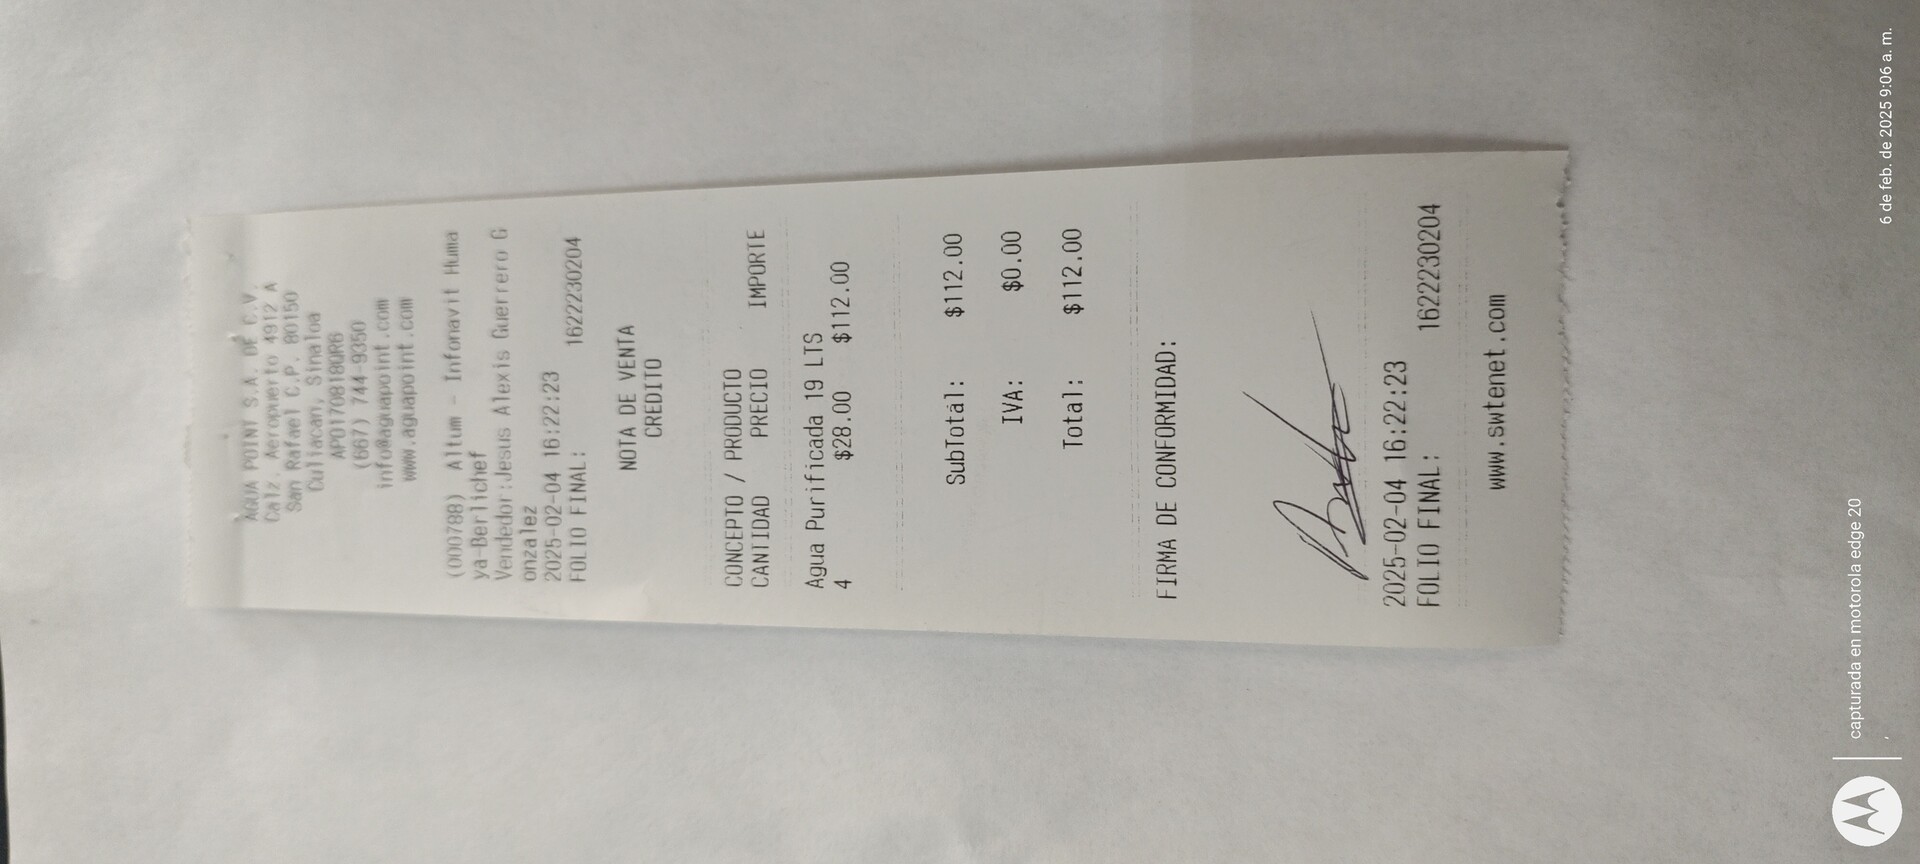 AGUA POINT S.A. DE C.V.
Calz. Aeropuerto 4912 A
San Rafael C.P. 80150
Culiacan, Sinaloa
APO170818QR6
(667) 744-9350
info@aguapoint.com
www.aguapoint.com
(000788) Altum - Infonavit Huma
ya-Berlichef
Vendedor:Jesus Alexis Guerrero G
onzalez
2025-02-04 16:22:23
FOLIO FINAL: 1622230204
NOTA DE VENTA
CREDITO
CONCEPTO / PRODUCTO
CANTIDAD PRECIO IMPORTE
Agua Purificada 19 LTS
4 $28.00 $112.00
SubTotal: $112.00
IVA: $0.00
Total: $112.00
FIRMA DE CONFORMIDAD:
2025-02-04 16:22:23
FOLIO FINAL: 1622230204
www.swtenet.com
capturada en motorola edge 20
6 de feb. de 2025 9:06 a. m.